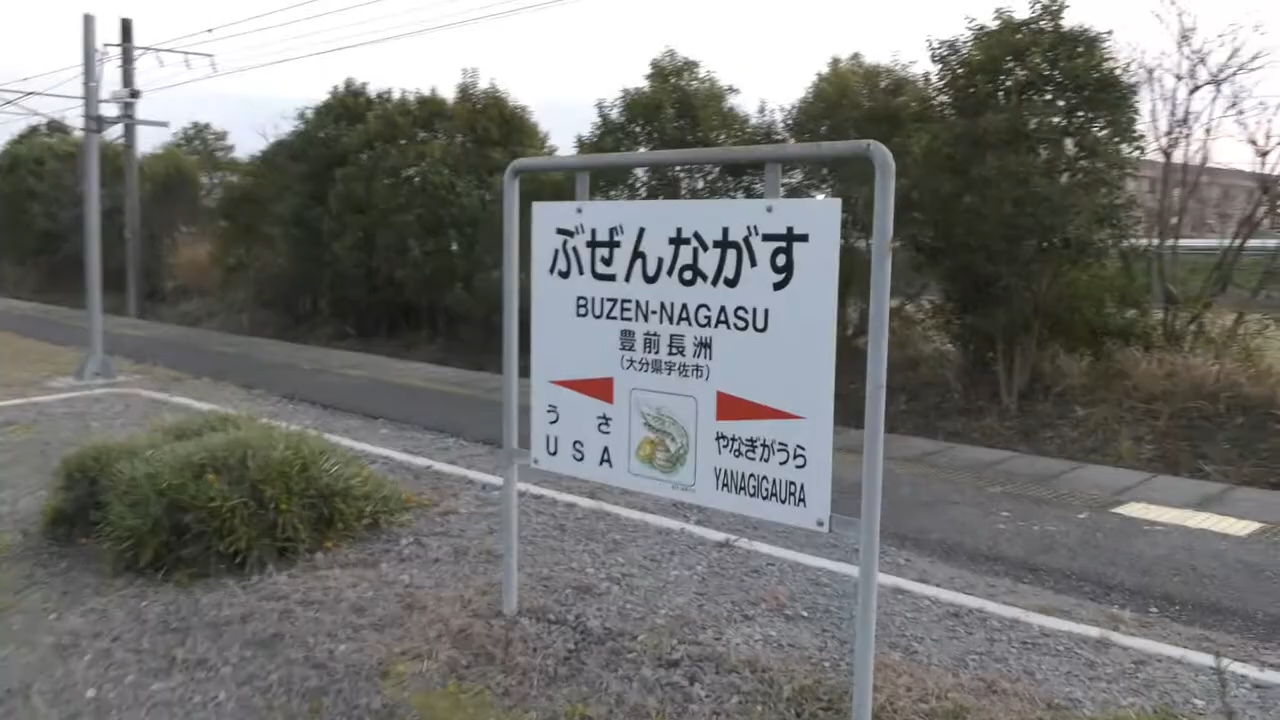 ぶぜんながす
BUZEN-NAGASU
豊前長洲
(大分県宇佐市)
うさ
USA
やなぎがうら
YANAGIGAURA